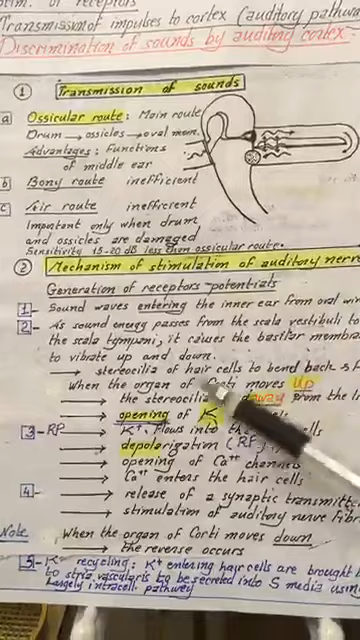 stim. of receptors
Transmission of impulses to cortex (auditory pathway
Discrimination of sounds by auditory cortex
1 Transmission of sounds
a Ossicular route: Main route
Drum → ossicles → oval mem.
Advantages: Functions
of middle ear
b Bony route inefficient
c Air route inefficient
Important only when drum
and ossicles are damaged
Sensitivity 15-20 dB less than ossicular route.
2 Mechanism of stimulation of auditory nerve
Generation of receptors-potentials
1- Sound waves entering the inner ear from oval
2- As sound energy passes from the scala vestibuli to
the scala tympani, it causes the basilar
to vibrate up and down.
→ stereocilia of hair cells to bend back &
When the organ of Corti moves Up
→ the stereocilia away from the
→ opening of K
3- RP → K+. Flows into cells
→ depolarization (RP)
→ opening of Ca++
→ Ca++ enters the hair cells
4- → release of a synaptic
→ stimulation of auditory nerve
Note When the organ of Corti moves down
→ the reverse occurs
5- K+ recycling: K+ entering hair cells are brought
to stria vascularis to be secreted into S media
Largely intracell. pathway